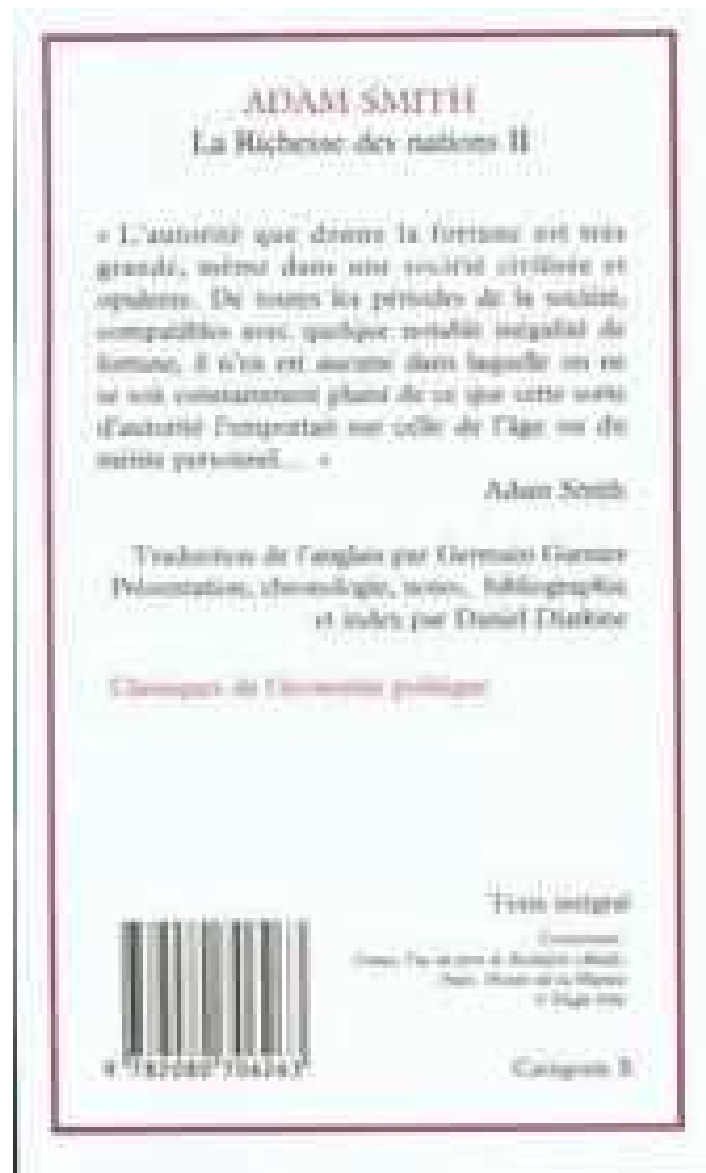 ADAM SMITH
La Richesse des nations II
« L'autorité que donne la fortune est très
grande, même dans une société civilisée et
opulente. De toutes les périodes de la société,
compatibles avec quelque notable inégalité de
fortune, il n'en est aucune dans laquelle on ne
se soit constamment plaint de ce que cette sorte
d'autorité l'emportait sur celle de l'âge ou du
mérite personnel... »
Adam Smith
Traduction de l'anglais par Germain Garnier
Présentation, chronologie, notes, bibliographie
et index par Daniel Diatkine
Classiques de l'économie politique
Texte intégral
Couverture :
9 782080 706263
Catégorie